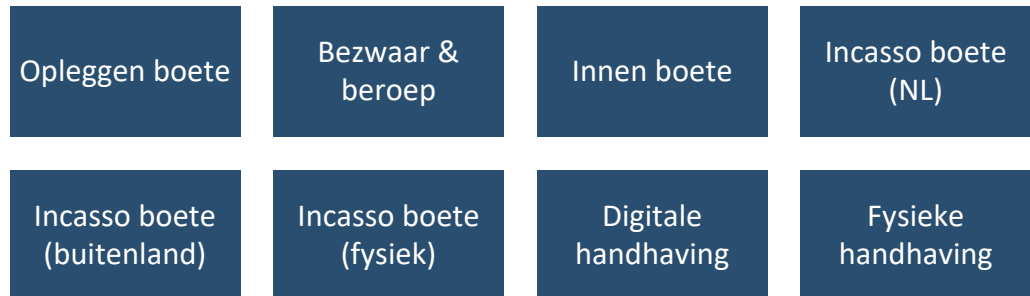 Opleggen boete
Bezwaar &
beroep
Innen boete
Incasso boete
(NL)
Incasso boete
(buitenland)
Incasso boete
(fysiek)
Digitale
handhaving
Fysieke
handhaving